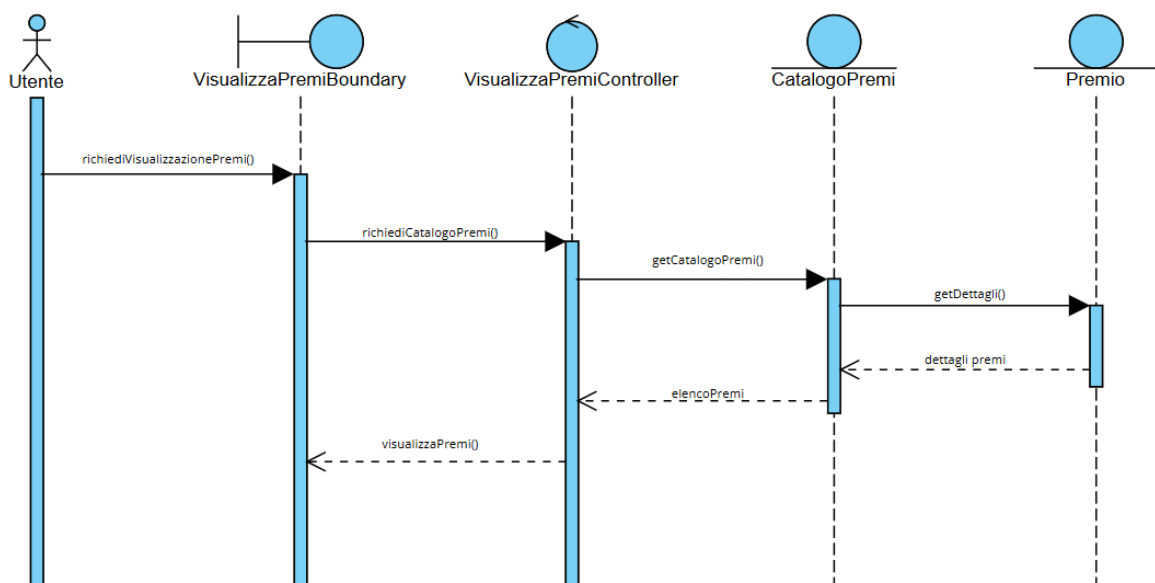 Utente
VisualizzaPremiBoundary
VisualizzaPremiController
CatalogoPremi
Premio
richiediVisualizzazionePremi()
richiediCatalogoPremi()
getCatalogoPremi()
getDettagli()
dettagli premi
elencoPremi
visualizzaPremi()